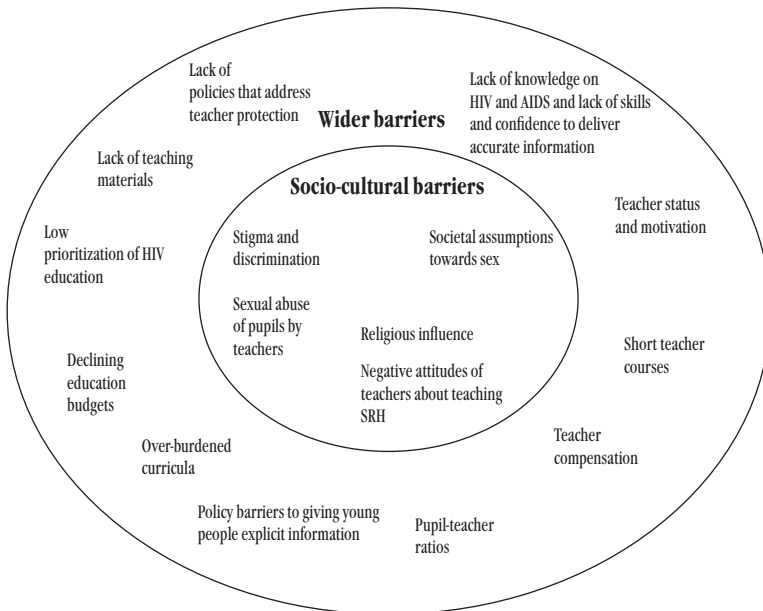 Lack of
policies that address
teacher protection
Lack of knowledge on
HIV and AIDS and lack of skills
and confidence to deliver
accurate information
Wider barriers
Lack of teaching
materials
Socio-cultural barriers
Teacher status
and motivation
Low
prioritization of HIV
education
Stigma and
discrimination
Societal assumptions
towards sex
Sexual abuse
of pupils by
teachers
Religious influence
Short teacher
courses
Declining
education
budgets
Negative attitudes of
teachers about teaching
SRH
Over-burdened
curricula
Teacher
compensation
Policy barriers to giving young
people explicit information
Pupil-teacher
ratios